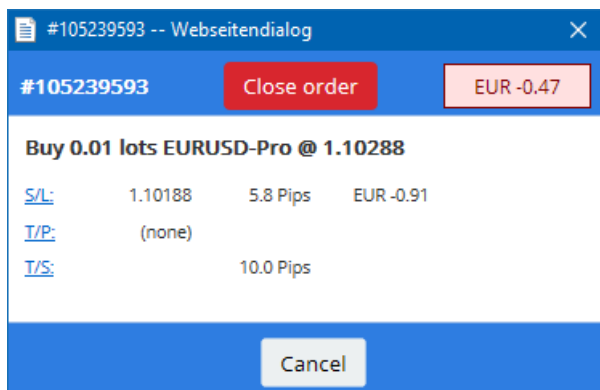 #105239593 -- Webseitendialog
#105239593 Close order EUR -0.47
Buy 0.01 lots EURUSD-Pro @ 1.10288
S/L: 1.10188 5.8 Pips EUR -0.91
T/P: (none)
T/S: 10.0 Pips
Cancel